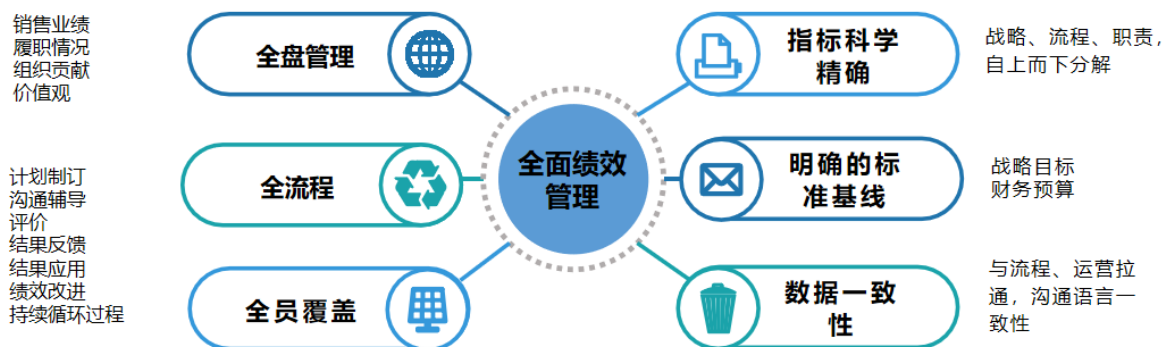 销售业绩
履职情况
组织贡献
价值观
全盘管理
计划制订
沟通辅导
评价
结果反馈
结果应用
绩效改进
持续循环过程
全流程
全员覆盖
全面绩效
管理
指标科学
精确
战略、流程、职责，
自上而下分解
明确的标
准基线
战略目标
财务预算
数据一致
性
与流程、运营拉
通，沟通语言一
致性